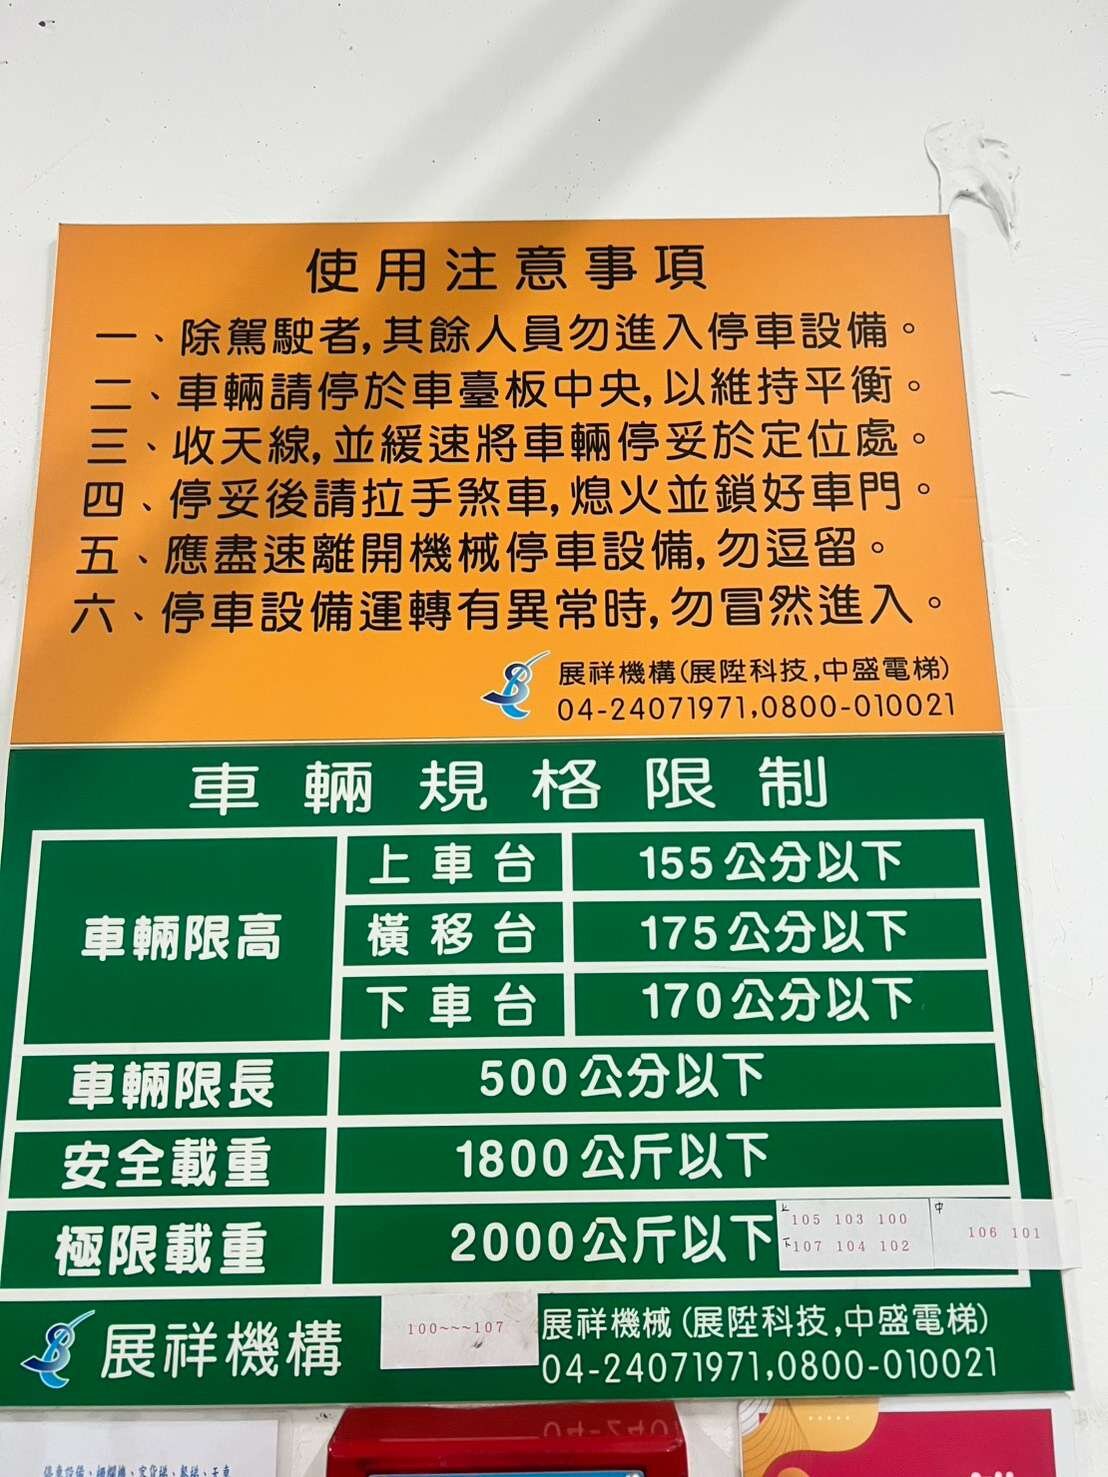 使用注意事項
一、除駕駛者,其餘人員勿進入停車設備。
二、車輛請停於車臺板中央,以維持平衡。
三、收天線,並緩速將車輛停妥於定位處。
四、停妥後請拉手煞車,熄火並鎖好車門。
五、應盡速離開機械停車設備,勿逗留。
六、停車設備運轉有異常時,勿冒然進入。
展祥機構(展陞科技,中盛電梯)
04-24071971,0800-010021
車輛規格限制
車輛限高
上車台 155公分以下
橫移台 175公分以下
下車台 170公分以下
車輛限長 500公分以下
安全載重 1800公斤以下
極限載重 2000公斤以下
上 105 103 100
下 107 104 102
中 106 101
展祥機構
100~~~107
展祥機械(展陞科技,中盛電梯)
04-24071971,0800-010021